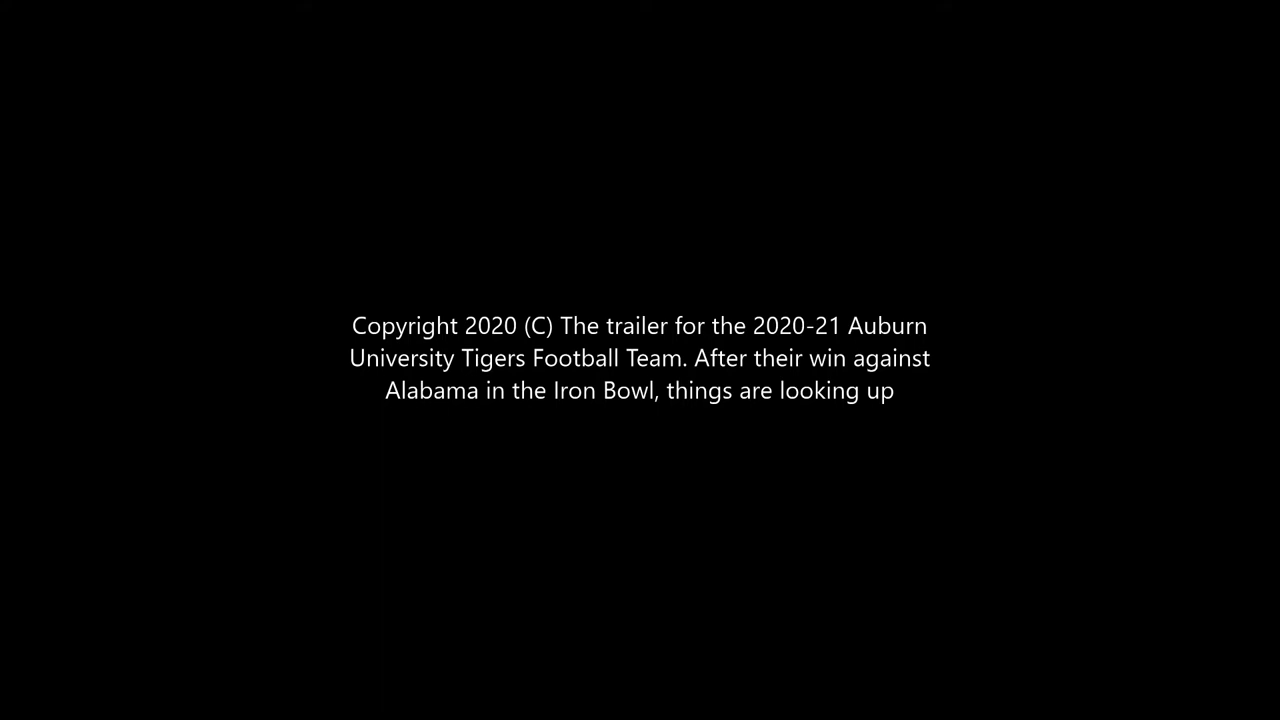 Copyright 2020 (C) The trailer for the 2020-21 Auburn
University Tigers Football Team. After their win against
Alabama in the Iron Bowl, things are looking up